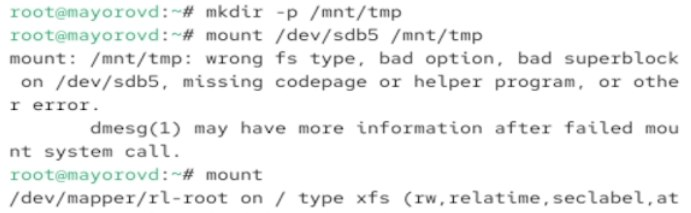 root@mayorovd:~# mkdir -p /mnt/tmp
root@mayorovd:~# mount /dev/sdb5 /mnt/tmp
mount: /mnt/tmp: wrong fs type, bad option, bad superblock
 on /dev/sdb5, missing codepage or helper program, or othe
r error.
       dmesg(1) may have more information after failed mou
nt system call.
root@mayorovd:~# mount
/dev/mapper/rl-root on / type xfs (rw,relatime,seclabel,at